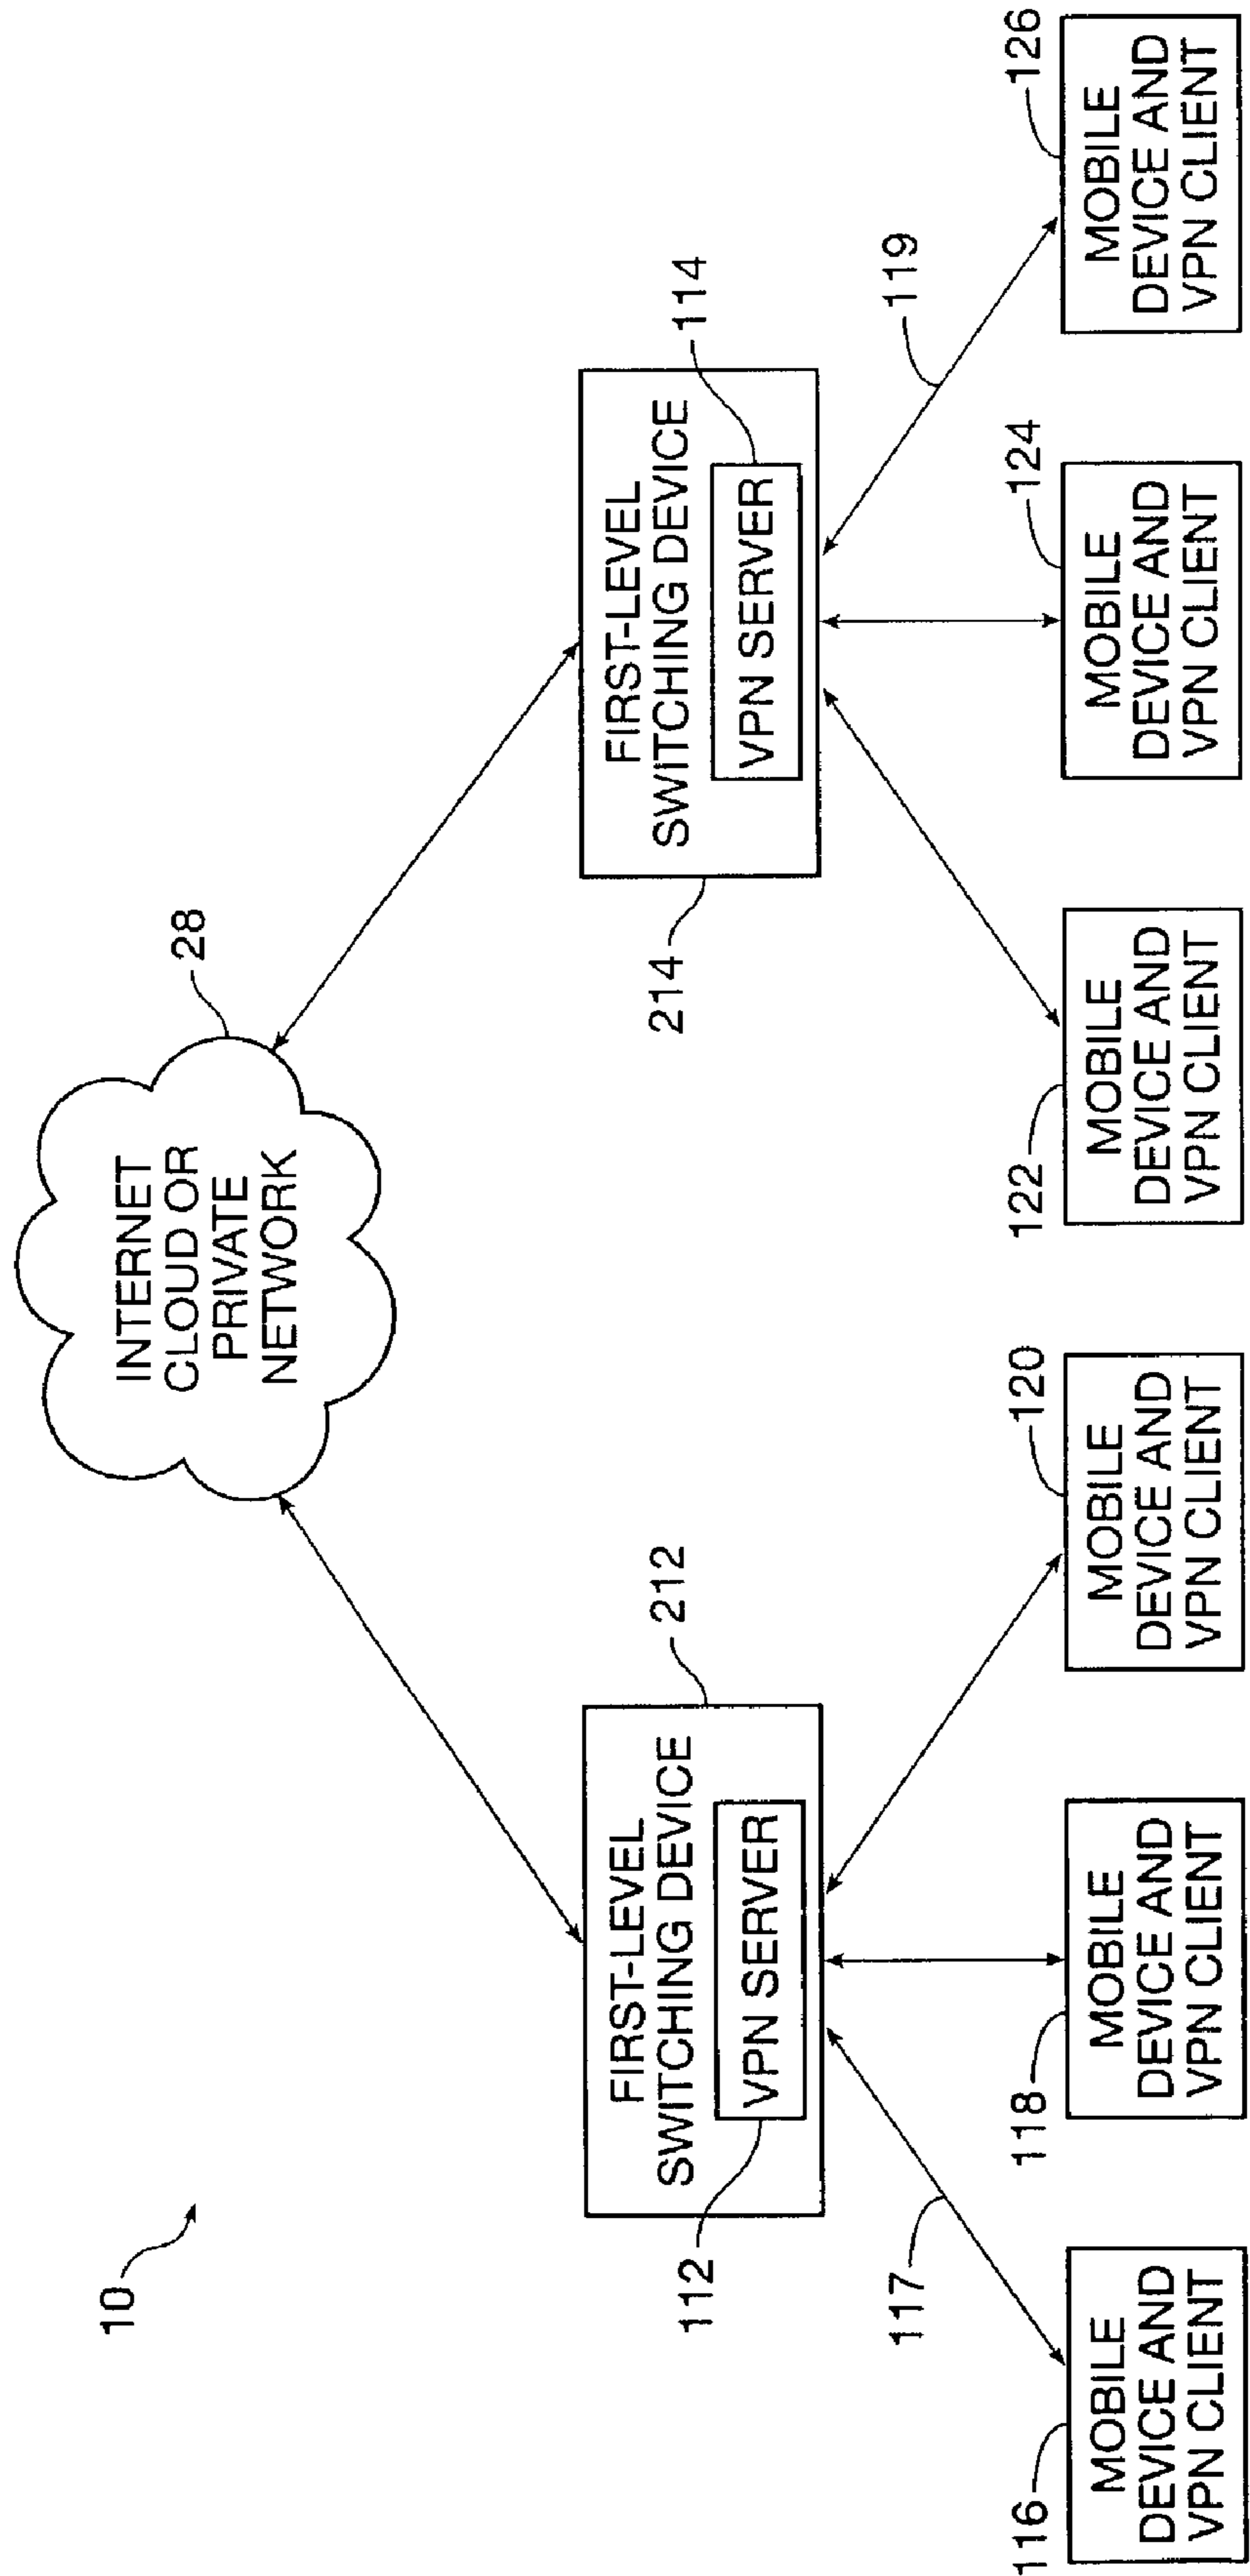 10
INTERNET
CLOUD OR
PRIVATE
NETWORK
28
FIRST-LEVEL
SWITCHING DEVICE
VPN SERVER
212
112
FIRST-LEVEL
SWITCHING DEVICE
VPN SERVER
114
214
117
119
116
MOBILE
DEVICE AND
VPN CLIENT
118
MOBILE
DEVICE AND
VPN CLIENT
120
MOBILE
DEVICE AND
VPN CLIENT
122
MOBILE
DEVICE AND
VPN CLIENT
124
MOBILE
DEVICE AND
VPN CLIENT
126
MOBILE
DEVICE AND
VPN CLIENT